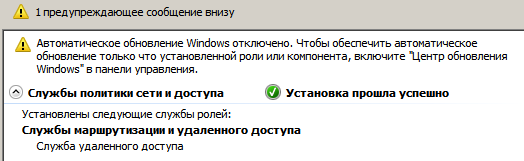 1 предупреждающее сообщение внизу
Автоматическое обновление Windows отключено. Чтобы обеспечить автоматическое
обновление только что установленной роли или компонента, включите "Центр обновления
Windows" в панели управления.
Службы политики сети и доступа Установка прошла успешно
Установлены следующие службы ролей:
Службы маршрутизации и удаленного доступа
Служба удаленного доступа